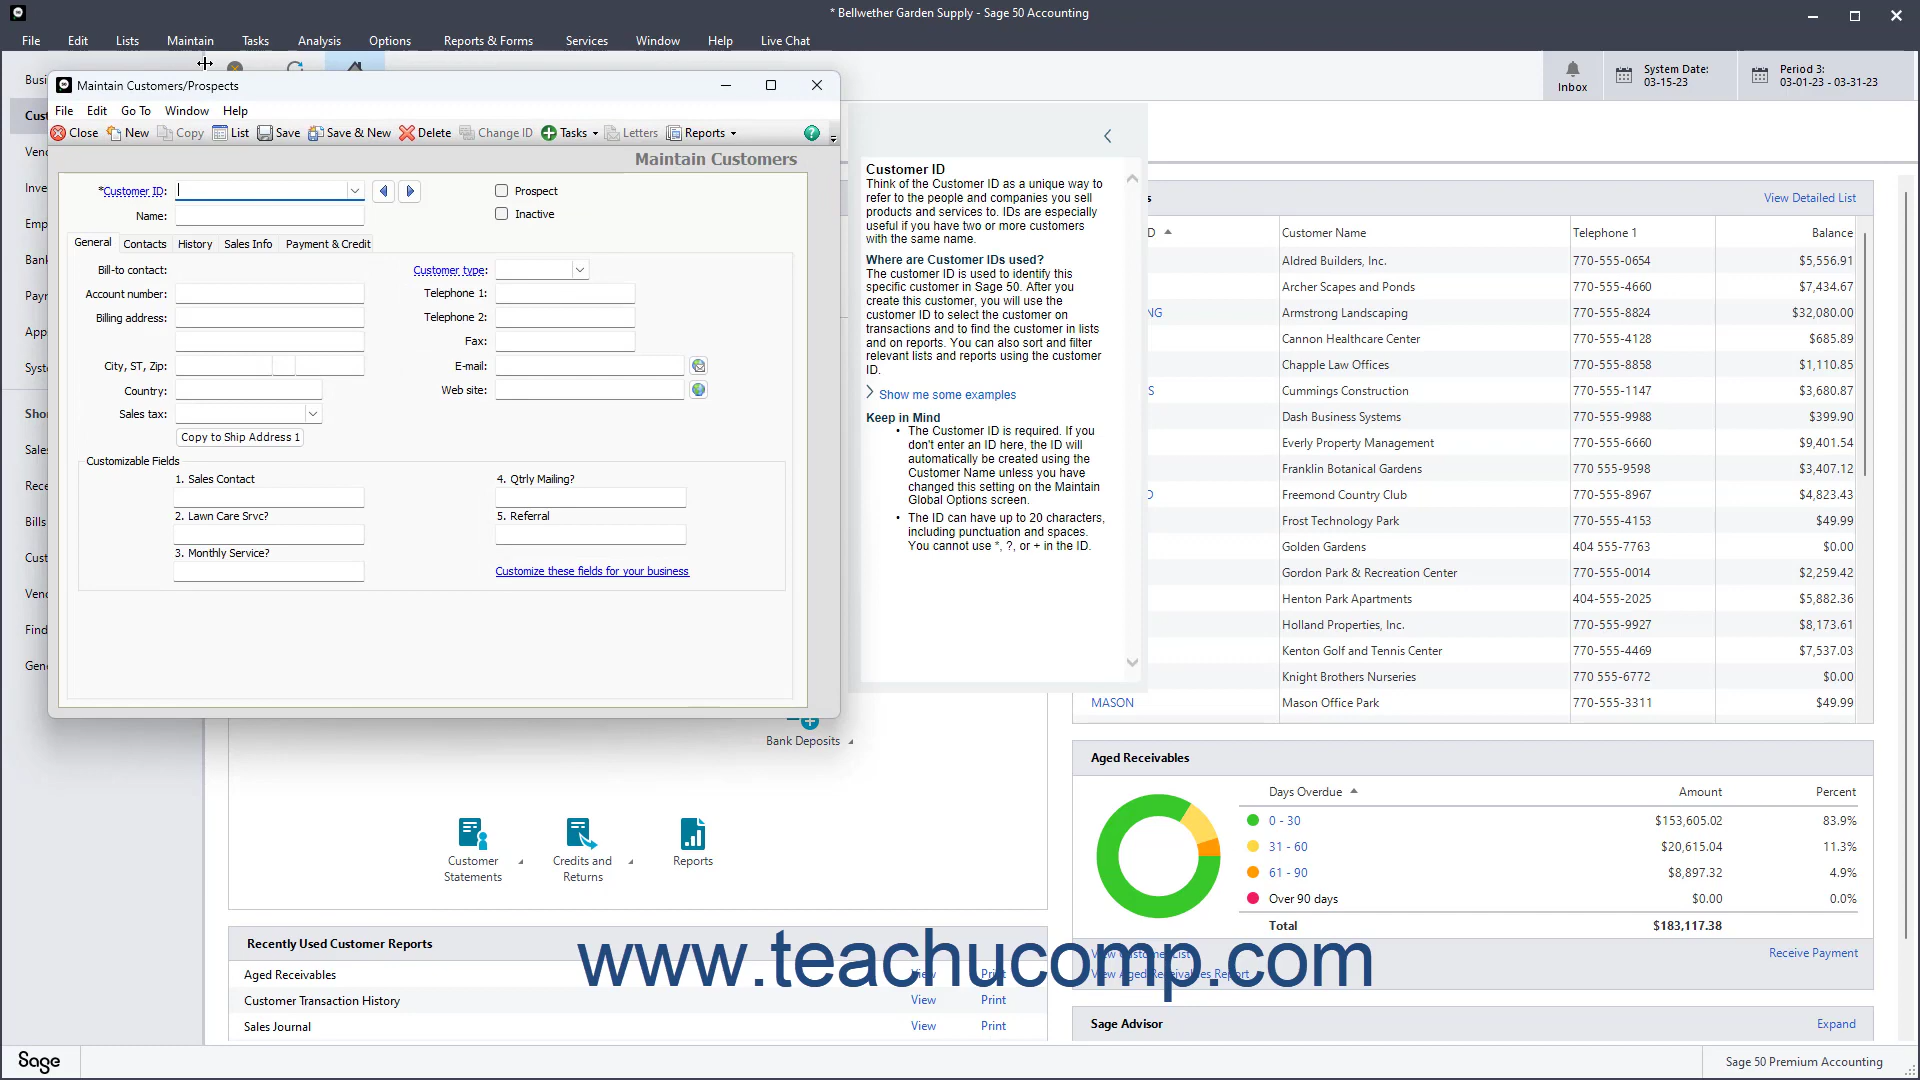 * Bellwether Garden Supply - Sage 50 Accounting
File Edit Lists Maintain Tasks Analysis Options Reports & Forms Services Window Help Live Chat
Inbox
System Date:
03-15-23
Period 3:
03-01-23 - 03-31-23
Busi
Cust
Vend
Inve
Emp
Bank
Payr
App
Syst
Sho
Sales
Rece
Bills
Cust
Vend
Find
Gene
Maintain Customers/Prospects
File Edit Go To Window Help
Close New Copy List Save Save & New Delete Change ID Tasks Letters Reports
Maintain Customers
*Customer ID:
Prospect
Name:
Inactive
General Contacts History Sales Info Payment & Credit
Bill-to contact:
Customer type:
Account number:
Telephone 1:
Billing address:
Telephone 2:
Fax:
City, ST, Zip:
E-mail:
Country:
Web site:
Sales tax:
Copy to Ship Address 1
Customizable Fields
1. Sales Contact
4. Qtrly Mailing?
2. Lawn Care Srvc?
5. Referral
3. Monthly Service?
Customize these fields for your business
Customer ID
Think of the Customer ID as a unique way to
refer to the people and companies you sell
products and services to. IDs are especially
useful if you have two or more customers
with the same name.
Where are Customer IDs used?
The customer ID is used to identify this
specific customer in Sage 50. After you
create this customer, you will use the
customer ID to select the customer on
transactions and to find the customer in lists
and on reports. You can also sort and filter
relevant lists and reports using the customer
ID.
Show me some examples
Keep in Mind
• The Customer ID is required. If you
don't enter an ID here, the ID will
automatically be created using the
Customer Name unless you have
changed this setting on the Maintain
Global Options screen.
• The ID can have up to 20 characters,
including punctuation and spaces.
You cannot use *, ?, or + in the ID.
s View Detailed List
D Customer Name Telephone 1 Balance
Aldred Builders, Inc. 770-555-0654 $5,556.91
Archer Scapes and Ponds 770-555-4660 $7,434.67
NG Armstrong Landscaping 770-555-8824 $32,080.00
Cannon Healthcare Center 770-555-4128 $685.89
Chapple Law Offices 770-555-8858 $1,110.85
S Cummings Construction 770-555-1147 $3,680.87
Dash Business Systems 770-555-9988 $399.90
Everly Property Management 770-555-6660 $9,401.54
Franklin Botanical Gardens 770 555-9598 $3,407.12
D Freemond Country Club 770-555-8967 $4,823.43
Frost Technology Park 770-555-4153 $49.99
Golden Gardens 404 555-7763 $0.00
Gordon Park & Recreation Center 770-555-0014 $2,259.42
Henton Park Apartments 404-555-2025 $5,882.36
Holland Properties, Inc. 770-555-9927 $8,173.61
Kenton Golf and Tennis Center 770-555-4469 $7,537.03
Knight Brothers Nurseries 770 555-6772 $0.00
MASON Mason Office Park 770-555-3311 $49.99
Bank Deposits
Customer
Statements
Credits and
Returns
Reports
Aged Receivables
Days Overdue Amount Percent
0 - 30 $153,605.02 83.9%
31 - 60 $20,615.04 11.3%
61 - 90 $8,897.32 4.9%
Over 90 days $0.00 0.0%
Total $183,117.38
View Customer List
Receive Payment
View Aged Receivables Report
Recently Used Customer Reports
Aged Receivables View Print
Customer Transaction History View Print
Sales Journal View Print
www.teachucomp.com
Sage Advisor Expand
Sage
Sage 50 Premium Accounting